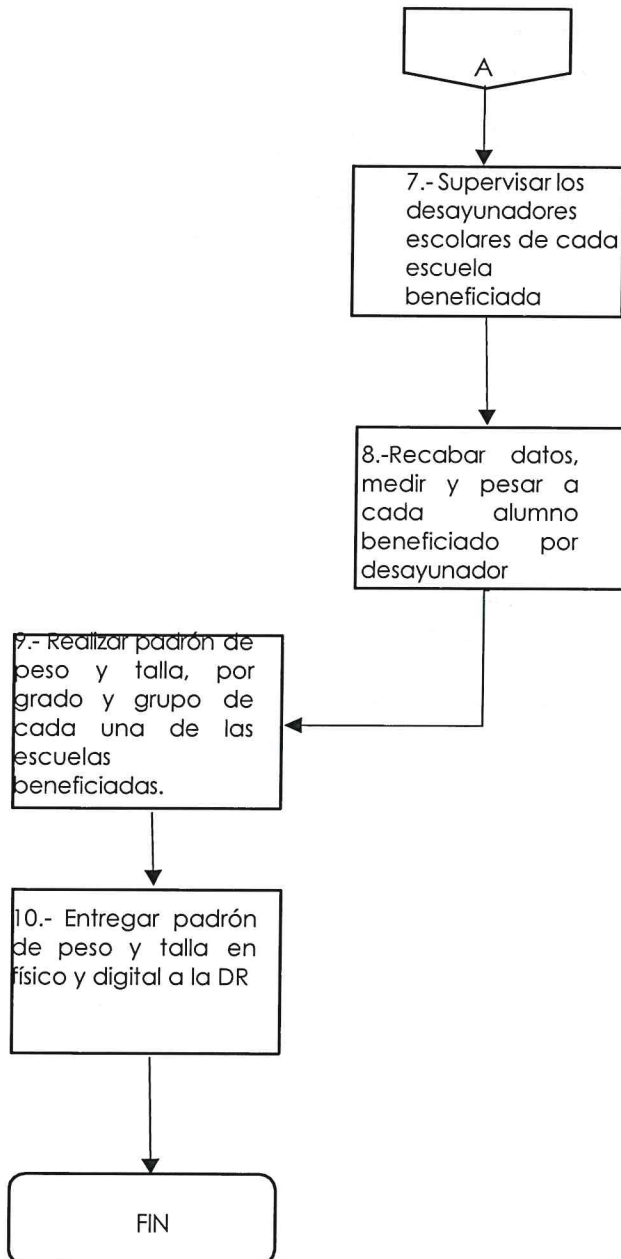 A
7.- Supervisar los
desayunadores
escolares de cada
escuela
beneficiada
8.-Recabar datos,
medir y pesar a
cada alumno
beneficiado por
desayunador
9.- Realizar padrón de
peso y talla, por
grado y grupo de
cada una de las
escuelas
beneficiadas.
10.- Entregar padrón
de peso y talla en
físico y digital a la DR
FIN